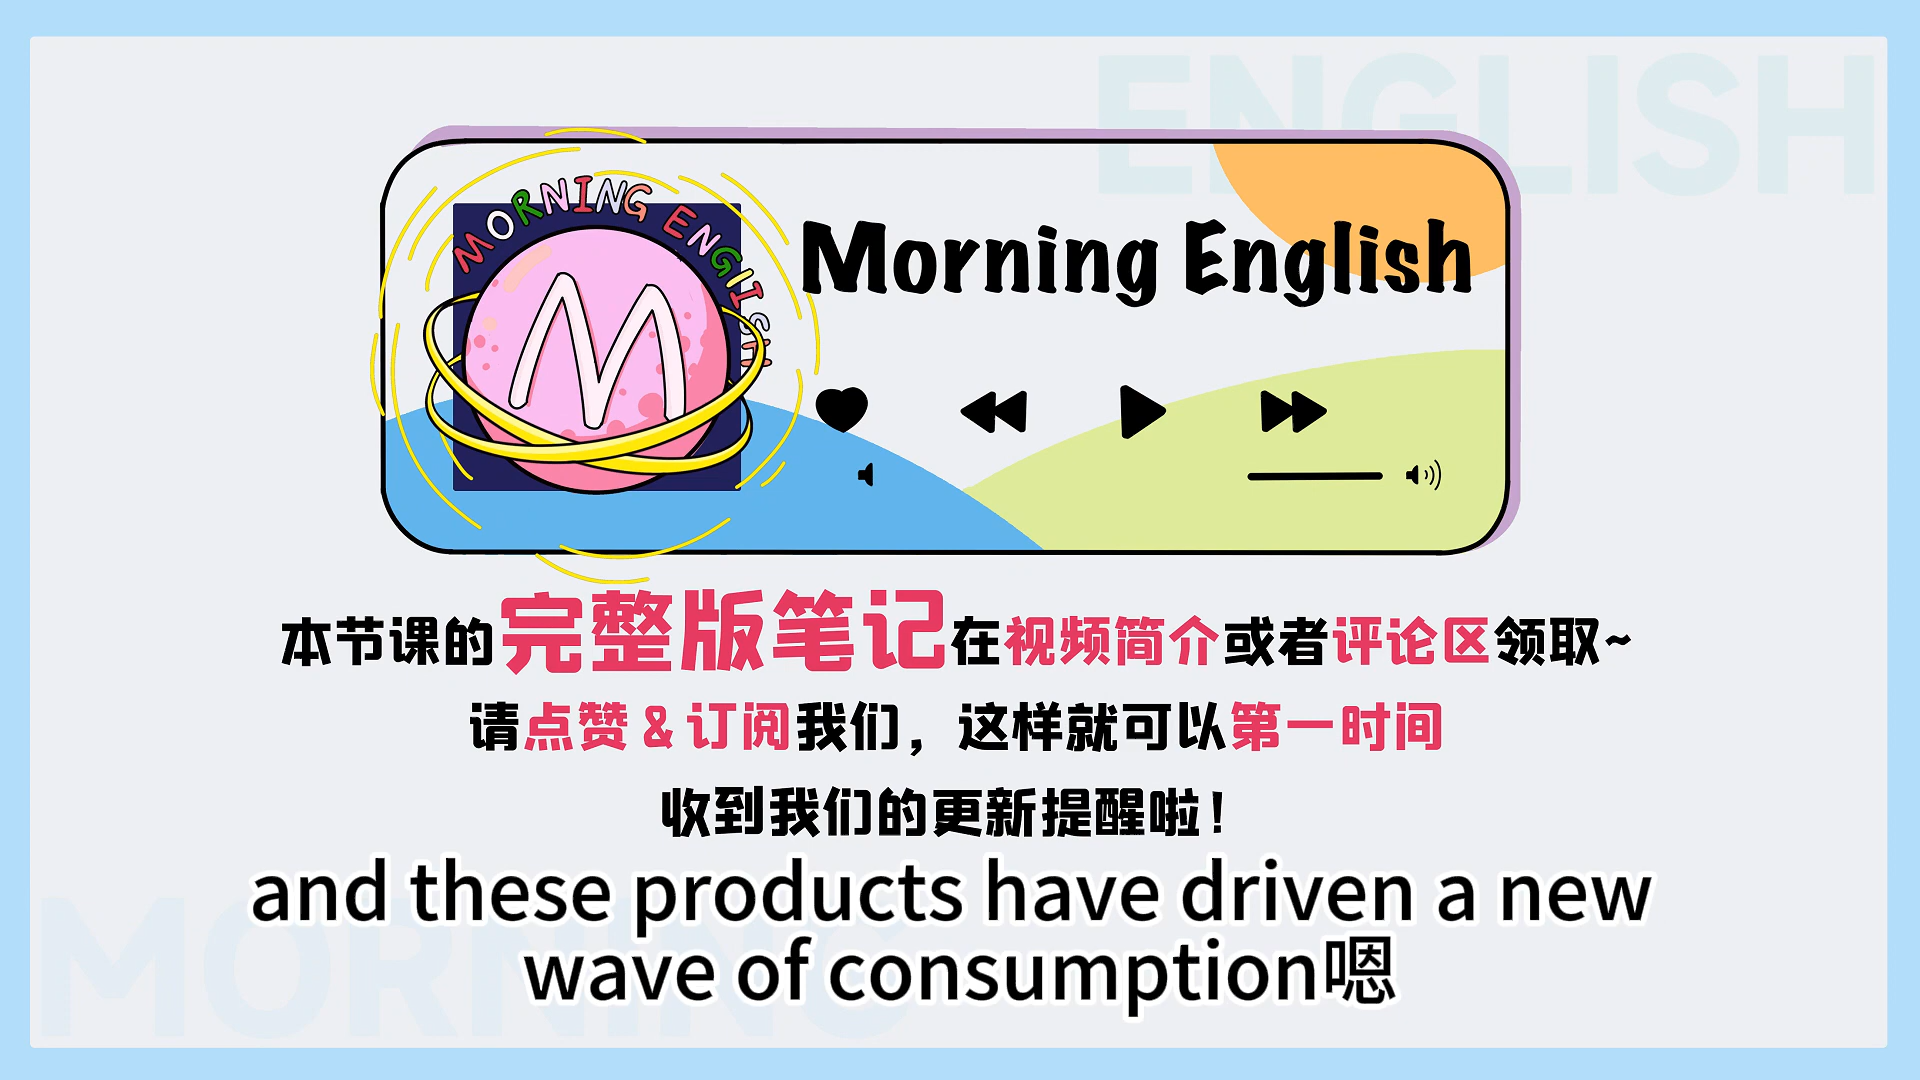 ENGLISH
MORNING ENGLISH
M
Morning English
本节课的完整版笔记在视频简介或者评论区领取~
请点赞&订阅我们，这样就可以第一时间
收到我们的更新提醒啦！
MORNING
and these products have driven a new
wave of consumption嗯